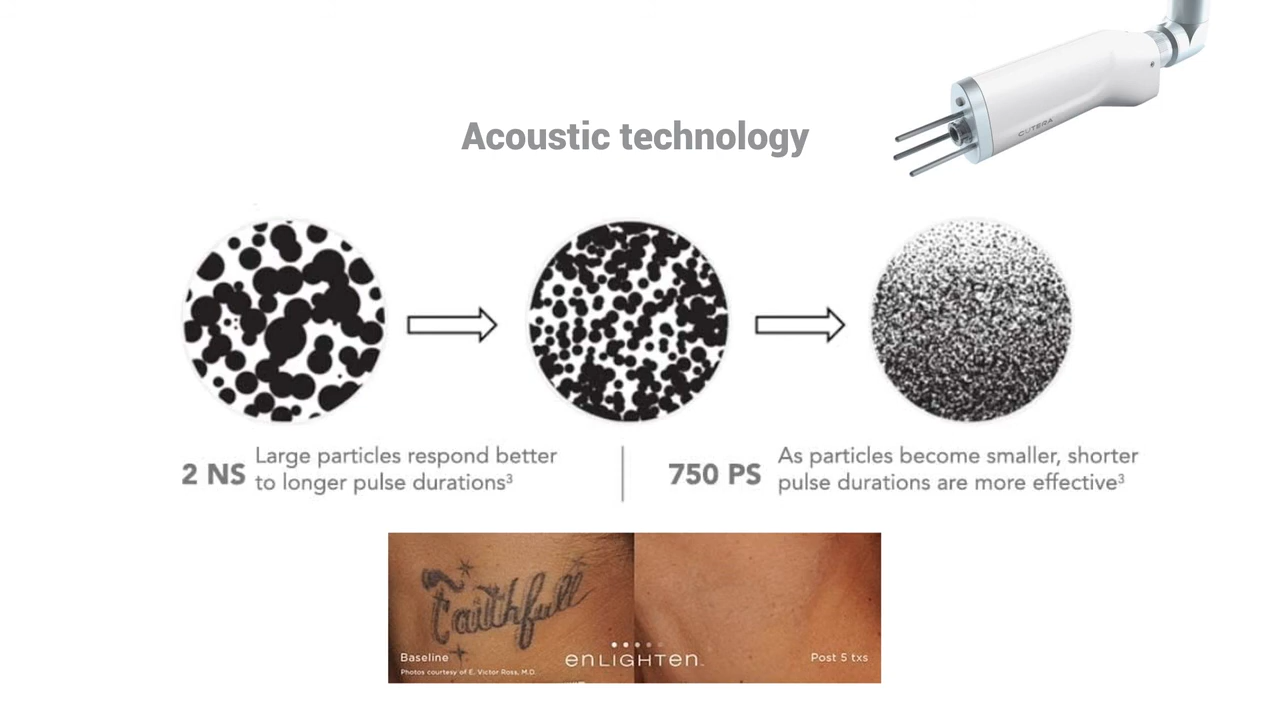 CUTERA
Acoustic technology
2 NS
Large particles respond better
to longer pulse durations³
750 PS
As particles become smaller, shorter
pulse durations are more effective³
Faithfull
Baseline
Photos courtesy of E. Victor Ross, M.D.
enLIGHTEN™
Post 5 txs